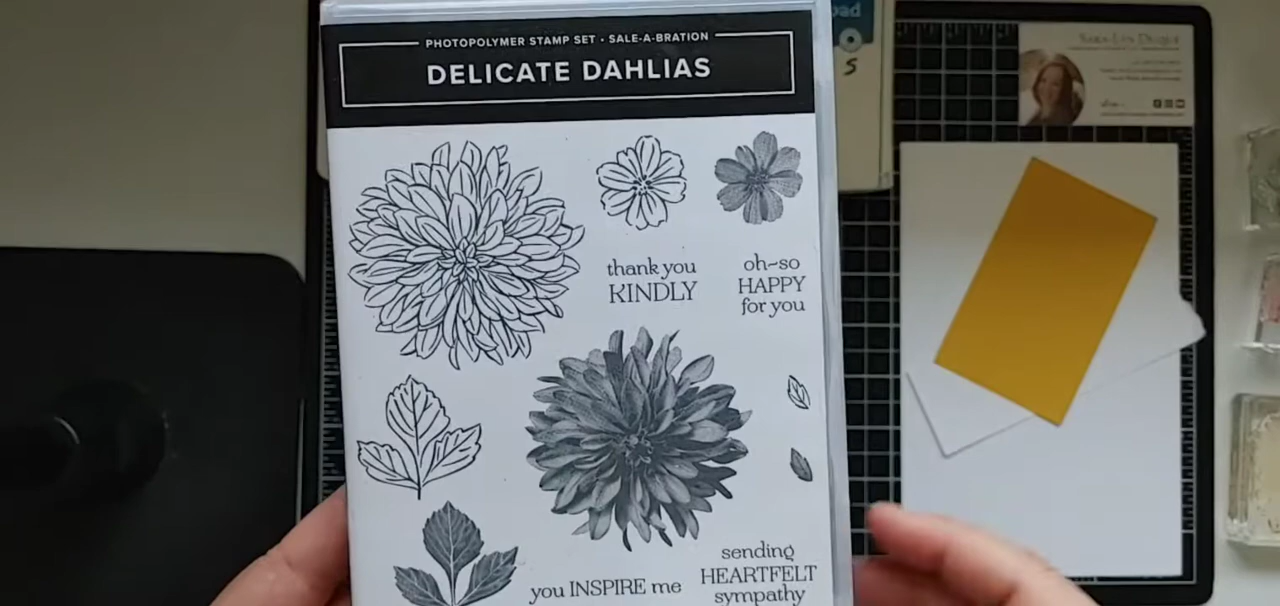 PHOTOPOLYMER STAMP SET • SALE-A-BRATION
DELICATE DAHLIAS
thank you
KINDLY
oh-so
HAPPY
for you
you INSPIRE me
sending
HEARTFELT
sympathy
pad
S